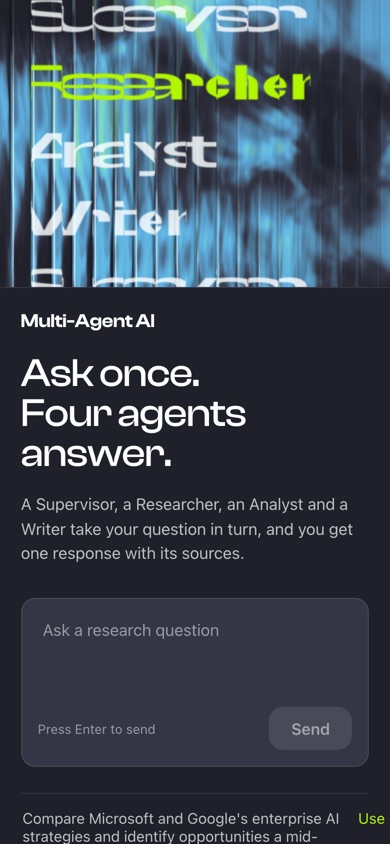 Supervisor
Researcher
Analyst
Writer
Supervisor
Multi-Agent AI
Ask once.
Four agents
answer.
A Supervisor, a Researcher, an Analyst and a
Writer take your question in turn, and you get
one response with its sources.
Ask a research question
Press Enter to send
Send
Compare Microsoft and Google's enterprise AI
strategies and identify opportunities a mid-
Use